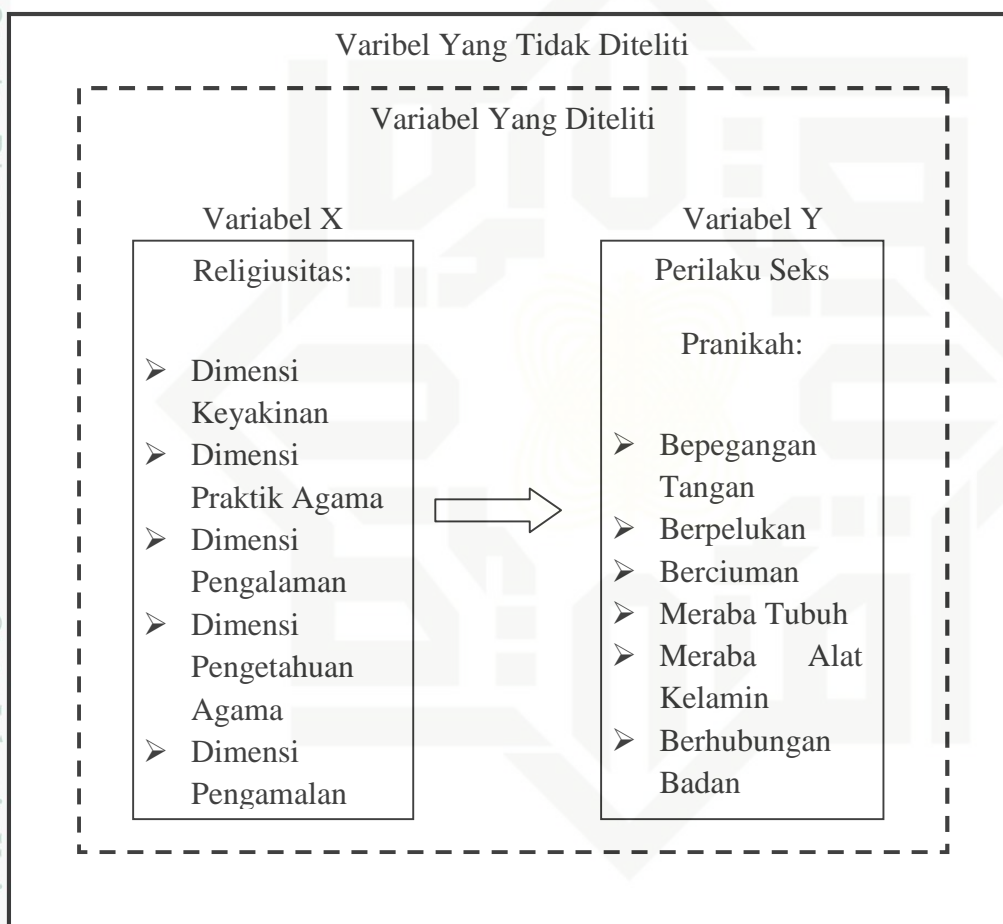 Varibel Yang Tidak Diteliti
Variabel Yang Diteliti
Variabel X
Religiusitas:
➢ Dimensi
Keyakinan
➢ Dimensi
Praktik Agama
➢ Dimensi
Pengalaman
➢ Dimensi
Pengetahuan
Agama
➢ Dimensi
Pengamalan
Variabel Y
Perilaku Seks
Pranikah:
➢ Bepegangan
Tangan
➢ Berpelukan
➢ Berciuman
➢ Meraba Tubuh
➢ Meraba Alat
Kelamin
➢ Berhubungan
Badan